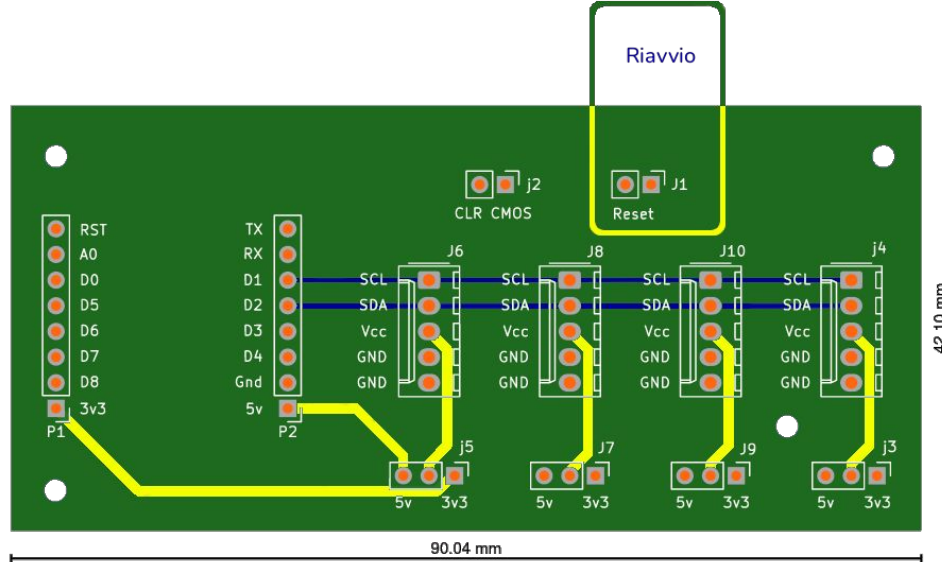 Riavvio
j2
J1
CLR CMOS
Reset
RST
A0
D0
D5
D6
D7
D8
3v3
P1
TX
RX
D1
D2
D3
D4
Gnd
5v
P2
J6
SCL
SDA
Vcc
GND
GND
J8
SCL
SDA
Vcc
GND
GND
J10
SCL
SDA
Vcc
GND
GND
j4
SCL
SDA
Vcc
GND
GND
j5
5v 3v3
J7
5v 3v3
J9
5v 3v3
j3
5v 3v3
42.10 mm
90.04 mm